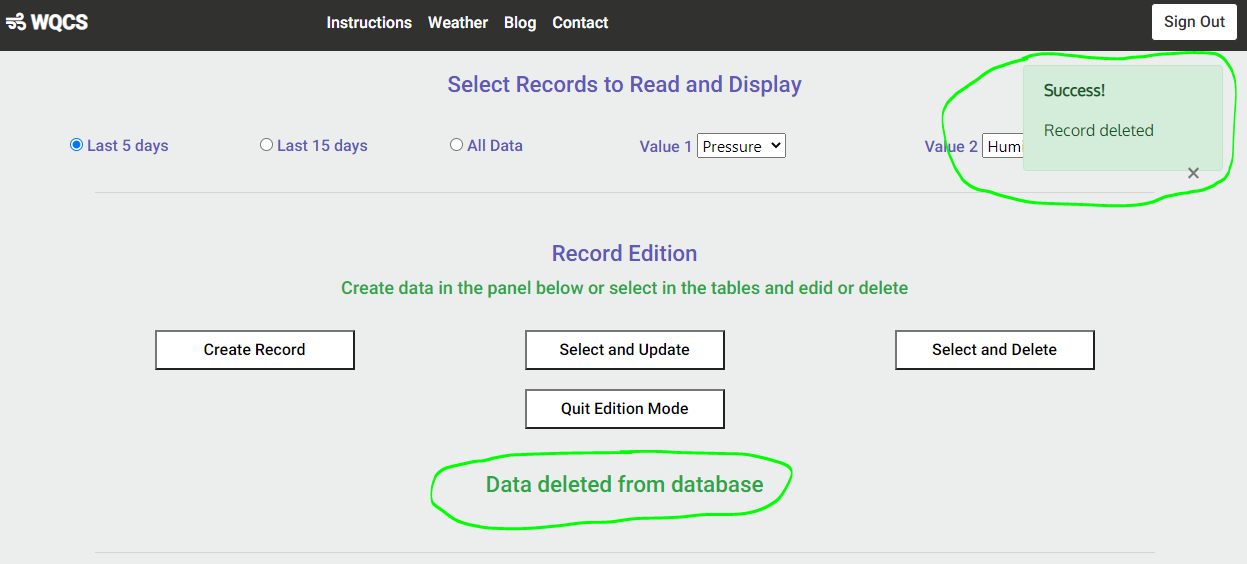 WQCS
Instructions Weather Blog Contact
Sign Out
Select Records to Read and Display
Success!
Record deleted
×
Last 5 days
Last 15 days
All Data
Value 1 Pressure
Value 2 Humi
Record Edition
Create data in the panel below or select in the tables and edid or delete
Create Record
Select and Update
Select and Delete
Quit Edition Mode
Data deleted from database